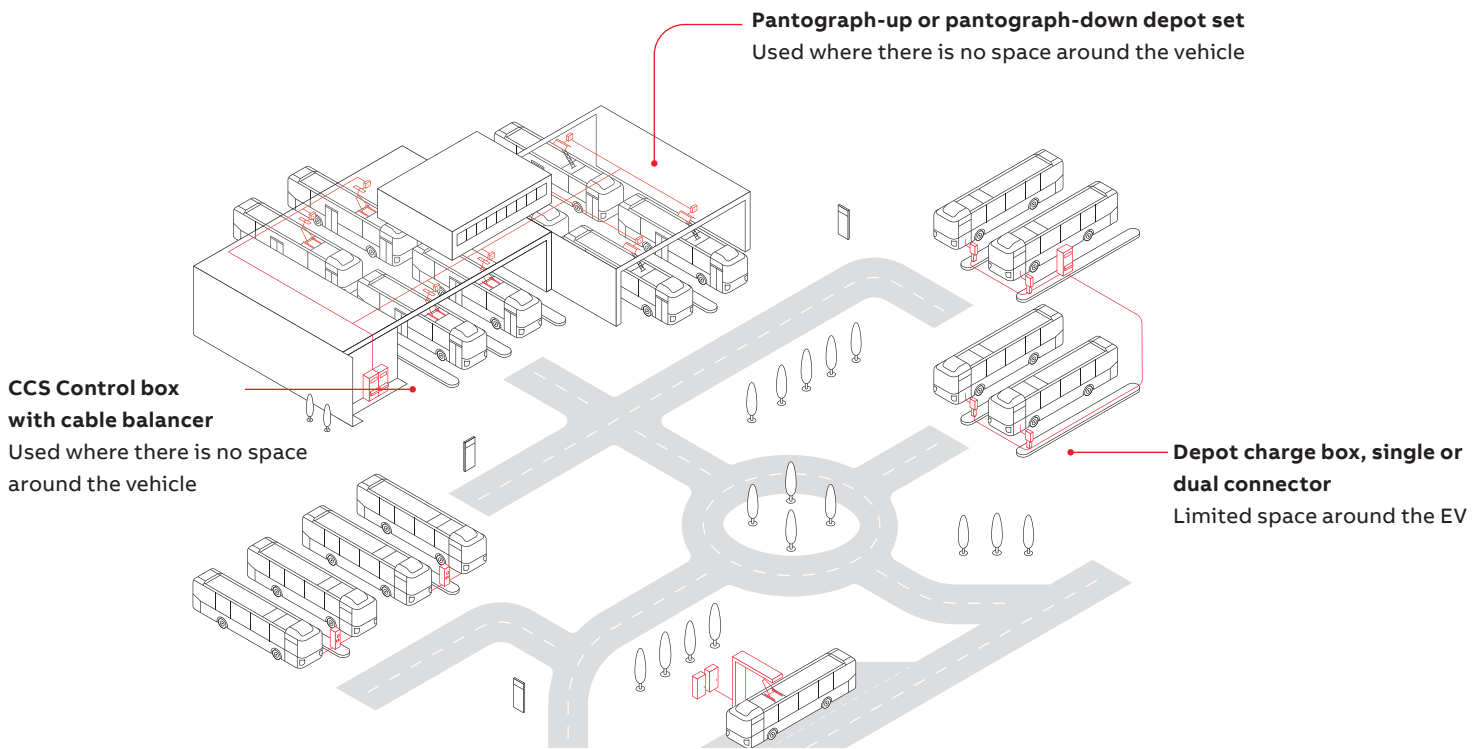 Pantograph-up or pantograph-down depot set
Used where there is no space around the vehicle
CCS Control box
with cable balancer
Used where there is no space
around the vehicle
Depot charge box, single or
dual connector
Limited space around the EV